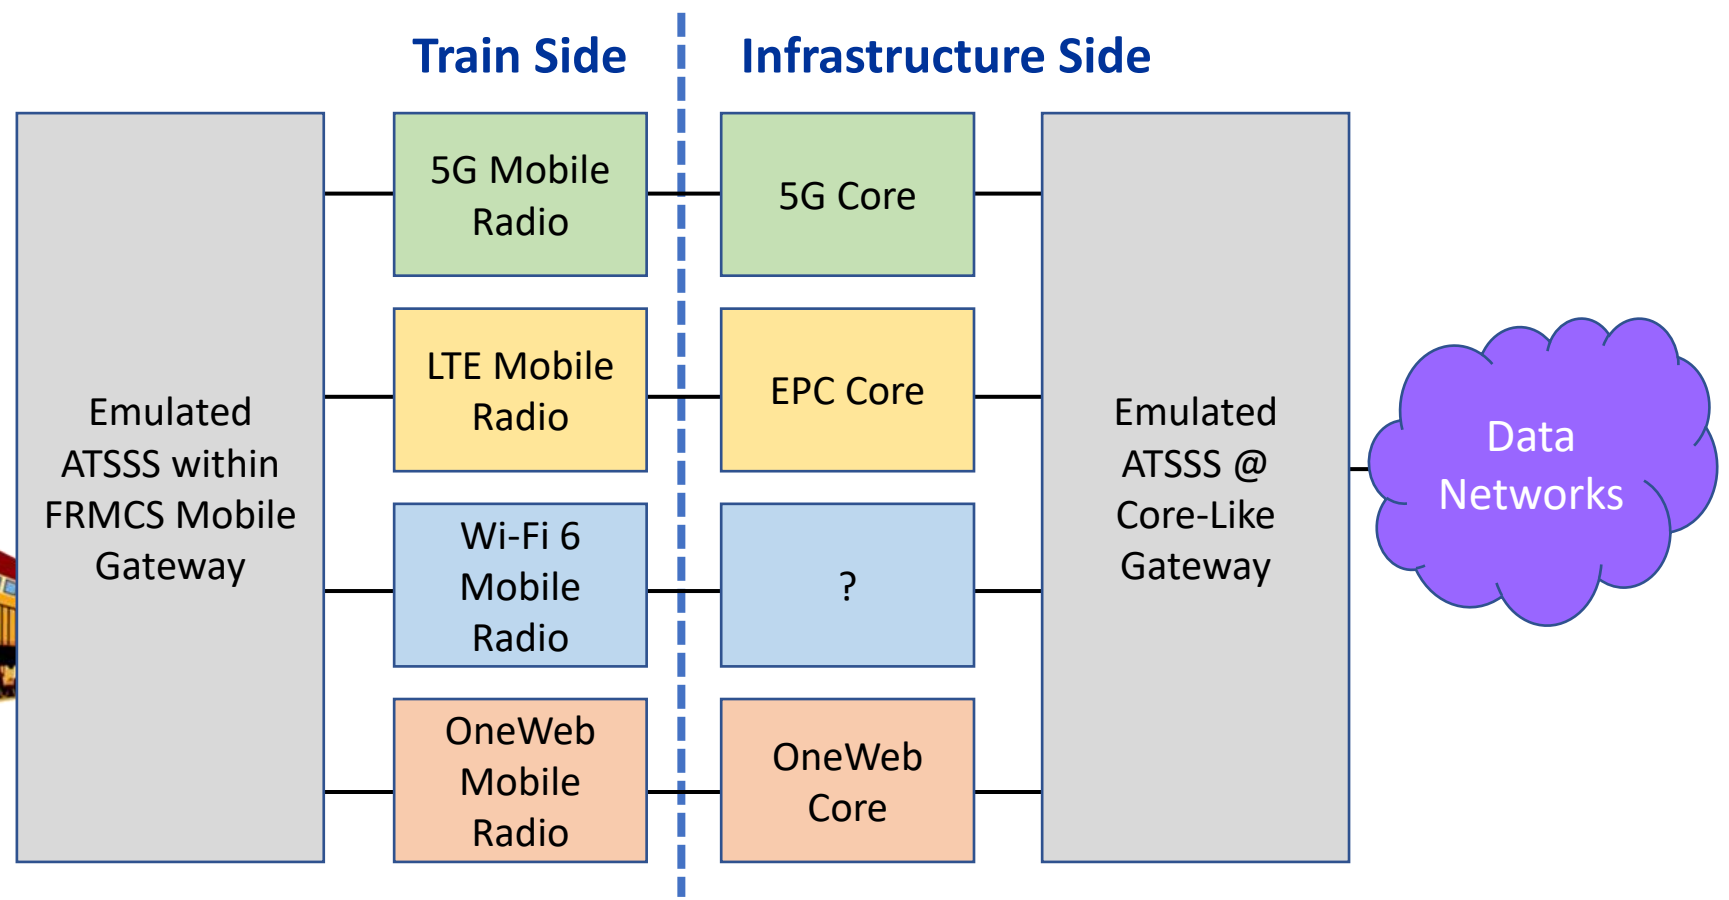 Train Side
Infrastructure Side
Emulated
ATSSS within
FRMCS Mobile
Gateway
5G Mobile
Radio
5G Core
LTE Mobile
Radio
EPC Core
Wi-Fi 6
Mobile
Radio
?
OneWeb
Mobile
Radio
OneWeb
Core
Emulated
ATSSS @
Core-Like
Gateway
Data
Networks